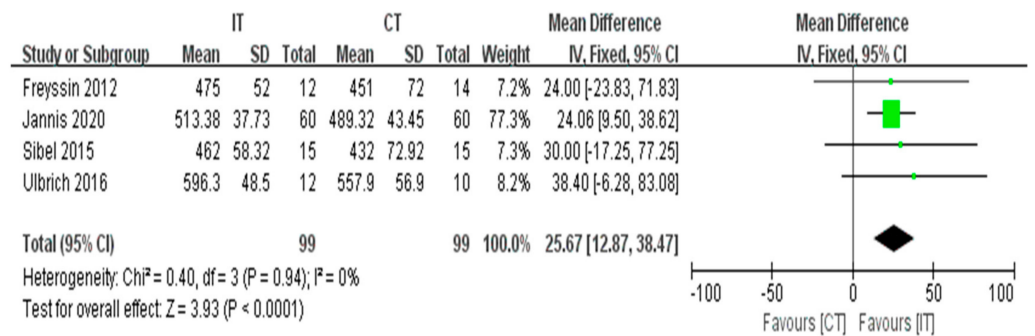 IT CT Mean Difference Mean Difference
Study or Subgroup Mean SD Total Mean SD Total Weight IV, Fixed, 95% CI IV, Fixed, 95% CI
Freyssin 2012 475 52 12 451 72 14 7.2% 24.00 [-23.83, 71.83]
Jannis 2020 513.38 37.73 60 489.32 43.45 60 77.3% 24.06 [9.50, 38.62]
Sibel 2015 462 58.32 15 432 72.92 15 7.3% 30.00 [-17.25, 77.25]
Ulbrich 2016 596.3 48.5 12 557.9 56.9 10 8.2% 38.40 [-6.28, 83.08]
Total (95% CI) 99 99 100.0% 25.67 [12.87, 38.47]
Heterogeneity: Chi² = 0.40, df = 3 (P = 0.94); I² = 0%
Test for overall effect: Z = 3.93 (P < 0.0001)
-100 -50 0 50 100
Favours [CT] Favours [IT]